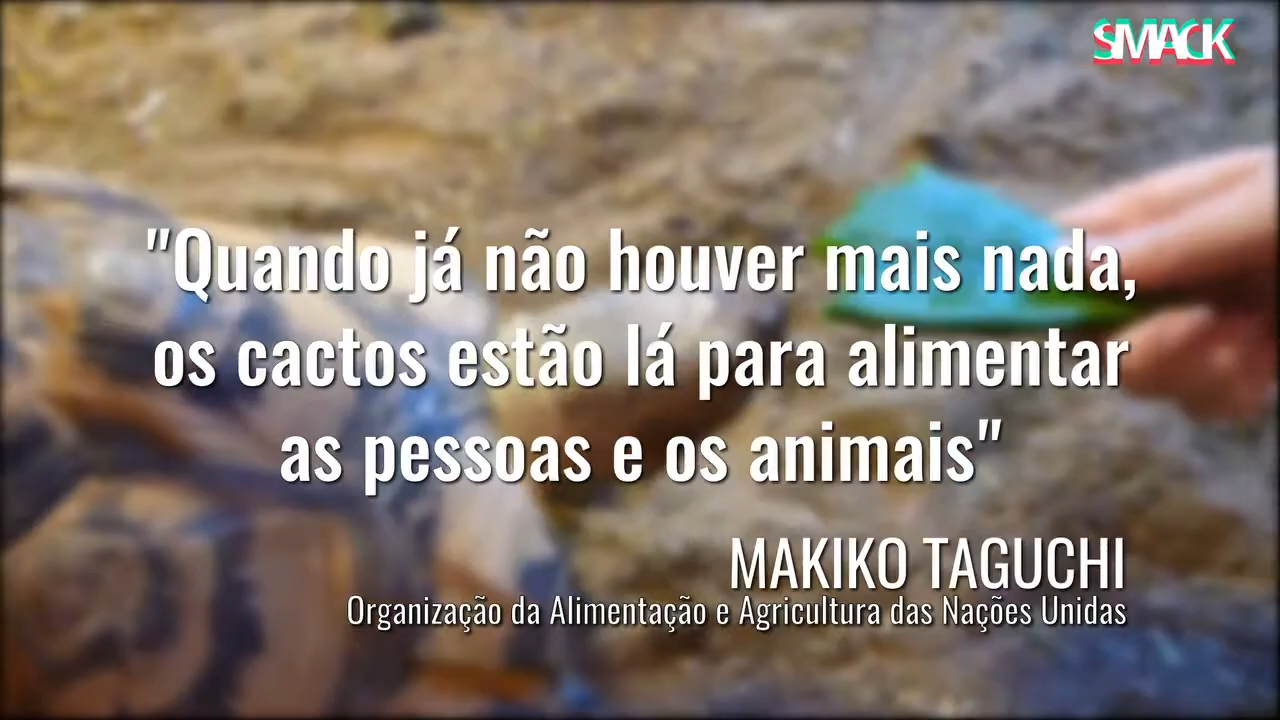 SMACK
"Quando já não houver mais nada,
os cactos estão lá para alimentar
as pessoas e os animais"
MAKIKO TAGUCHI
Organização da Alimentação e Agricultura das Nações Unidas